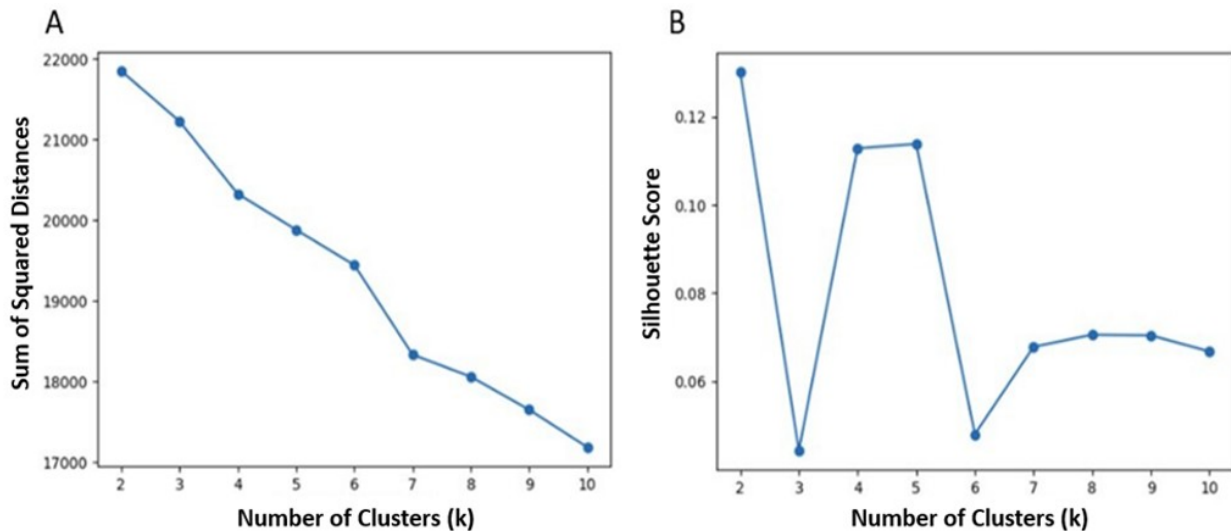 A
22000
21000
20000
19000
18000
17000
Sum of Squared Distances
2 3 4 5 6 7 8 9 10
Number of Clusters (k)
B
0.12
0.10
0.08
0.06
Silhouette Score
2 3 4 5 6 7 8 9 10
Number of Clusters (k)